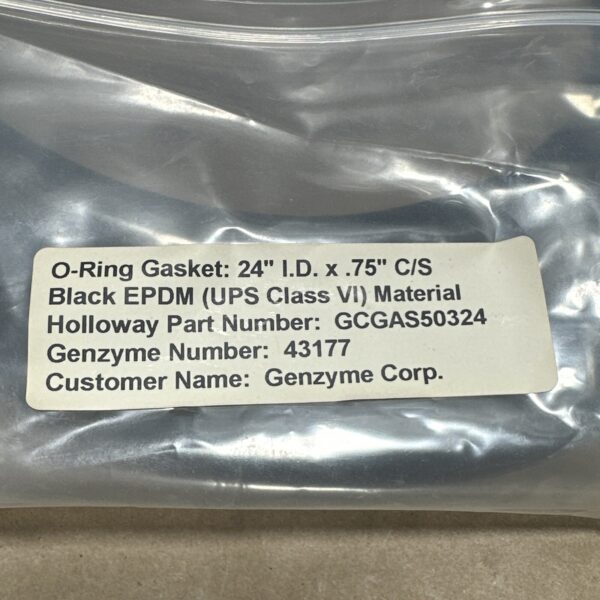 O-Ring Gasket: 24" I.D. x .75" C/S
Black EPDM (UPS Class VI) Material
Holloway Part Number: GCGAS50324
Genzyme Number: 43177
Customer Name: Genzyme Corp.